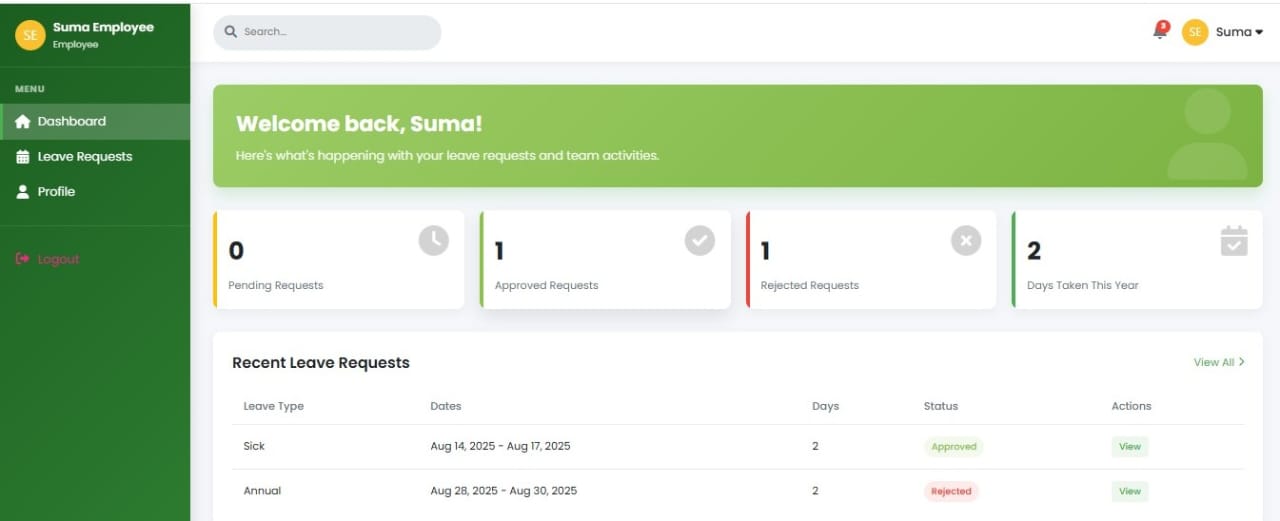 SE
Suma Employee
Employee
MENU
Dashboard
Leave Requests
Profile
Logout
Search...
3
SE
Suma
Welcome back, Suma!
Here's what's happening with your leave requests and team activities.
0
Pending Requests
1
Approved Requests
1
Rejected Requests
2
Days Taken This Year
Recent Leave Requests
View All
Leave Type Dates Days Status Actions
Sick Aug 14, 2025 - Aug 17, 2025 2 Approved View
Annual Aug 28, 2025 - Aug 30, 2025 2 Rejected View